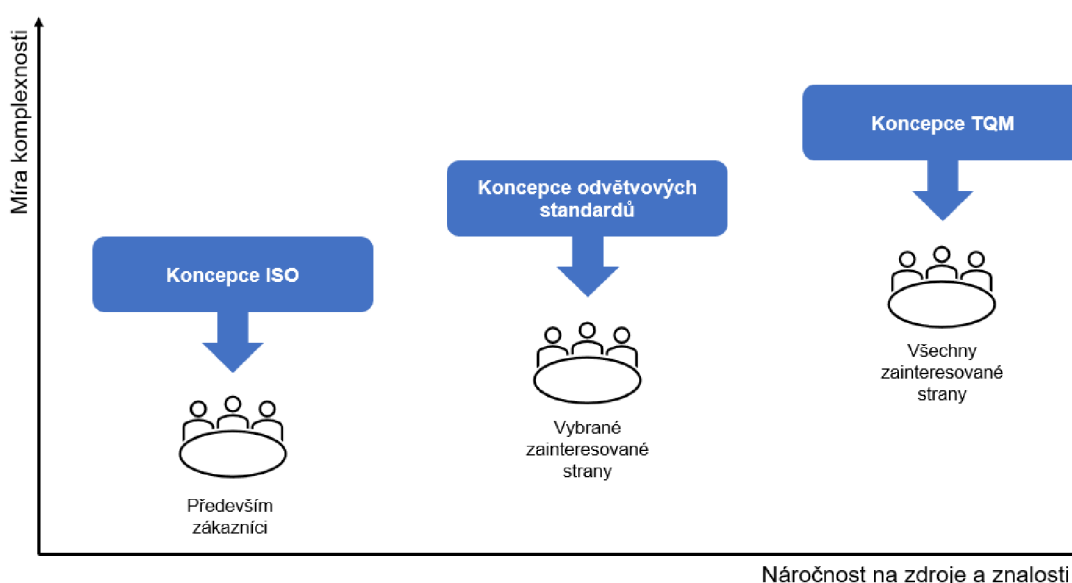 Míra komplexnosti
Koncepce TQM
Koncepce odvětvových
standardů
Koncepce ISO
Všechny
zainteresované
strany
Vybrané
zainteresované
strany
Především
zákazníci
Náročnost na zdroje a znalosti